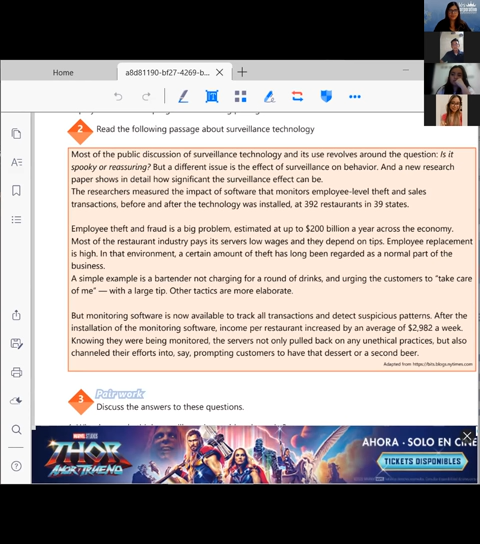 Home
a8d81190-bf27-4269-b...
2 Read the following passage about surveillance technology
Most of the public discussion of surveillance technology and its use revolves around the question: Is it
spooky or reassuring? But a different issue is the effect of surveillance on behavior. And a new research
paper shows in detail how significant the surveillance effect can be.
The researchers measured the impact of software that monitors employee-level theft and sales
transactions, before and after the technology was installed, at 392 restaurants in 39 states.
Employee theft and fraud is a big problem, estimated at up to $200 billion a year across the economy.
Most of the restaurant industry pays its servers low wages and they depend on tips. Employee replacement
is high. In that environment, a certain amount of theft has long been regarded as a normal part of the
business.
A simple example is a bartender not charging for a round of drinks, and urging the customers to "take care
of me" — with a large tip. Other tactics are more elaborate.
But monitoring software is now available to track all transactions and detect suspicious patterns. After the
installation of the monitoring software, income per restaurant increased by an average of $2,982 a week.
Knowing they were being monitored, the servers not only pulled back on any unethical practices, but also
channeled their efforts into, say, prompting customers to have that dessert or a second beer.
Adapted from https://bits.blogs.nytimes.com
3 Pair work
Discuss the answers to these questions.
MARVEL STUDIOS
THOR
AMOR Y TRUENO
AHORA · SOLO EN CINE
TICKETS DISPONIBLES